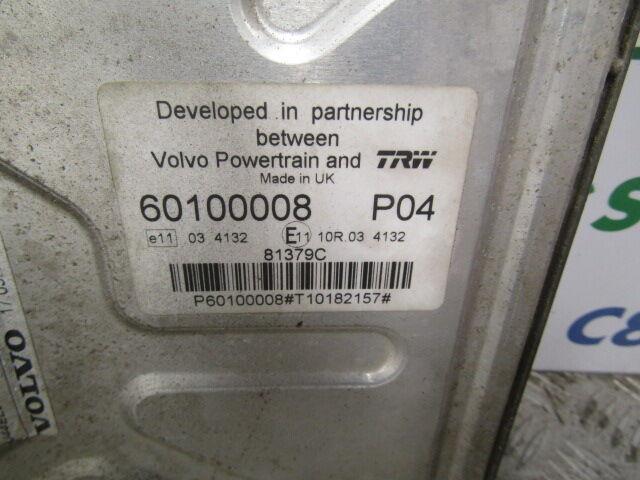 Developed in partnership
between
Volvo Powertrain and TRW
Made in UK
60100008 P04
e11 03 4132 E11 10R.03 4132
81379C
P60100008#T10182157#
VOLVO
C&